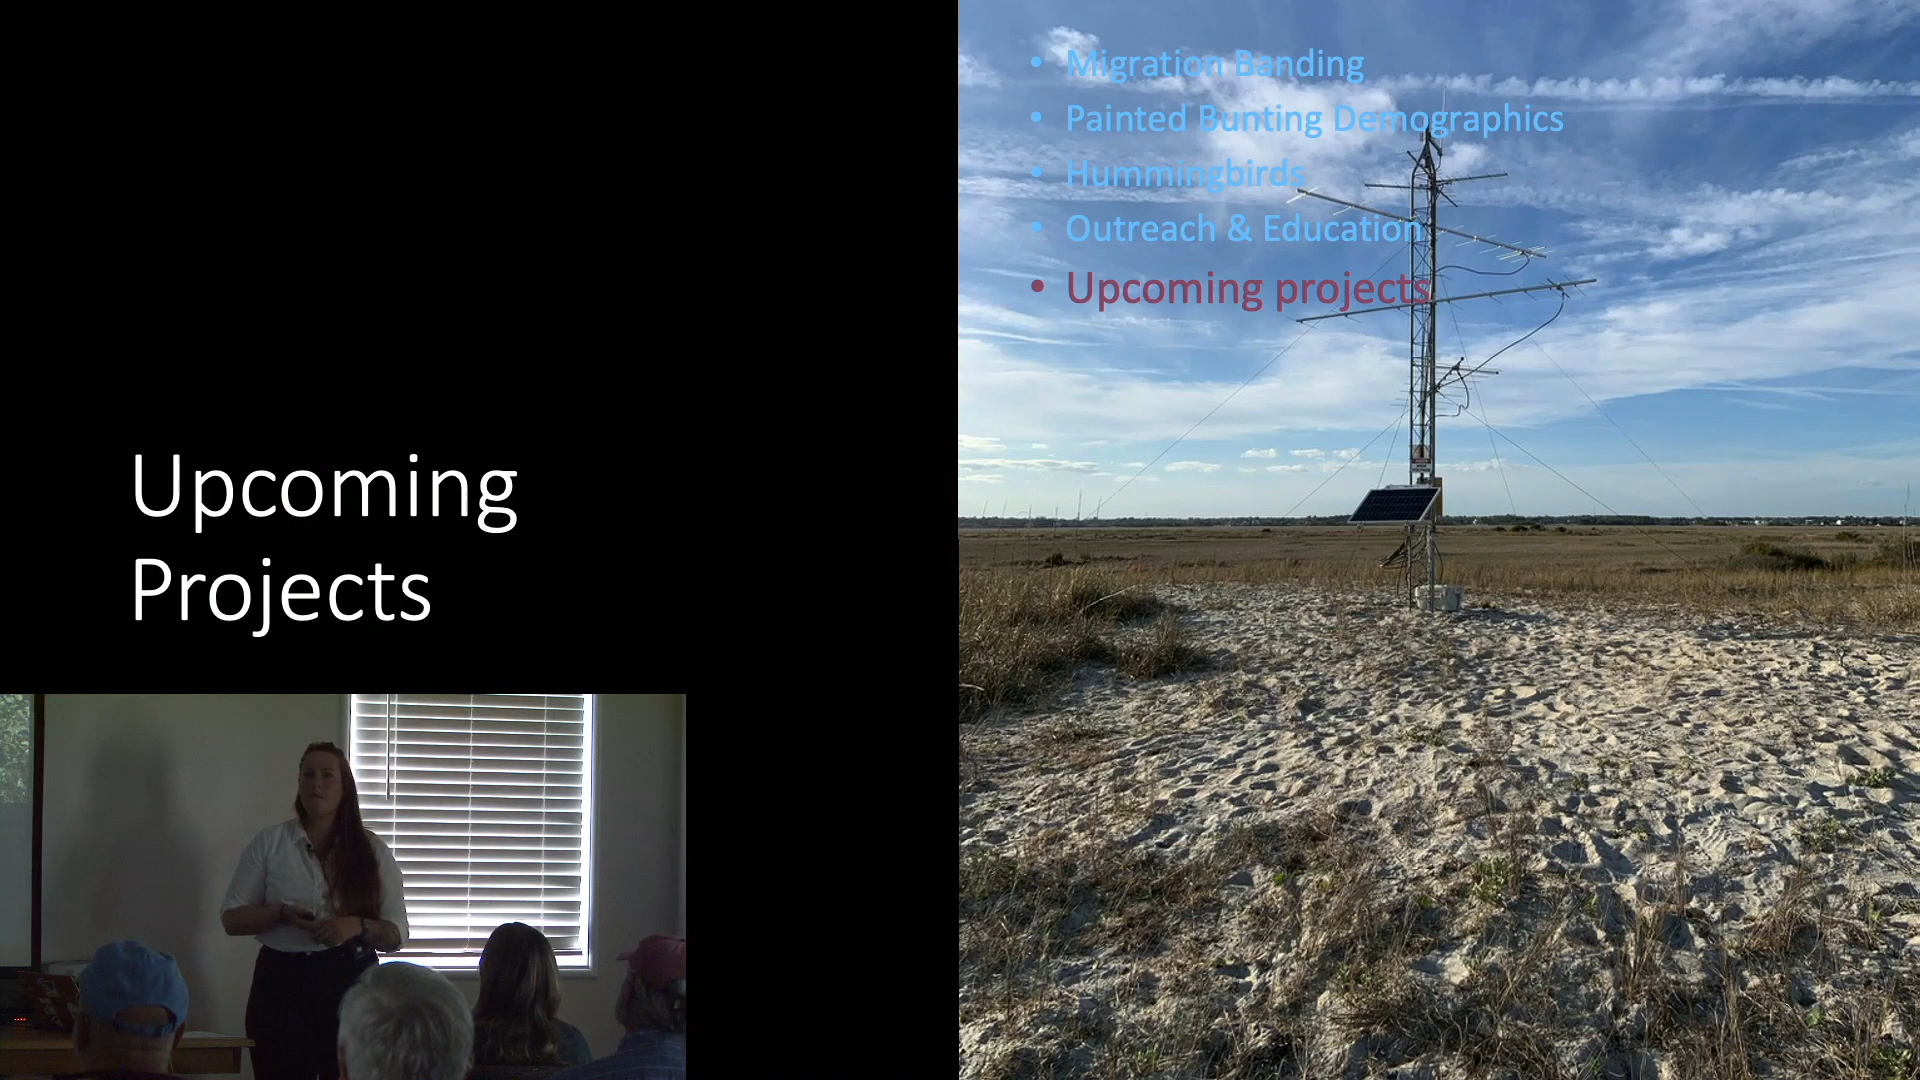 Upcoming
Projects
• Migration Banding
• Painted Bunting Demographics
• Hummingbirds
• Outreach & Education
• Upcoming projects